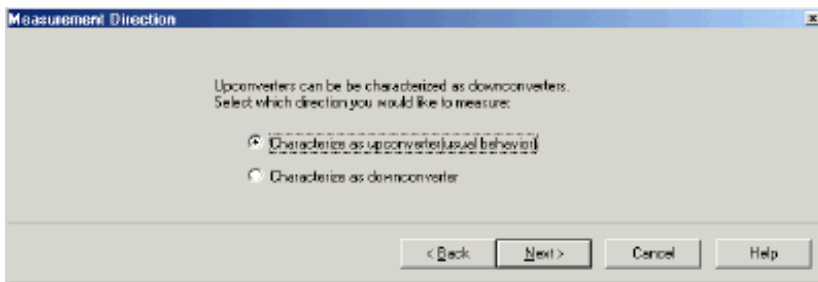 Measurement Direction
Upconverters can be be characterized as downconverters.
Select which direction you would like to measure:
Characterize as upconverter(usual behavior)
Characterize as downconverter
< Back
Next >
Cancel
Help